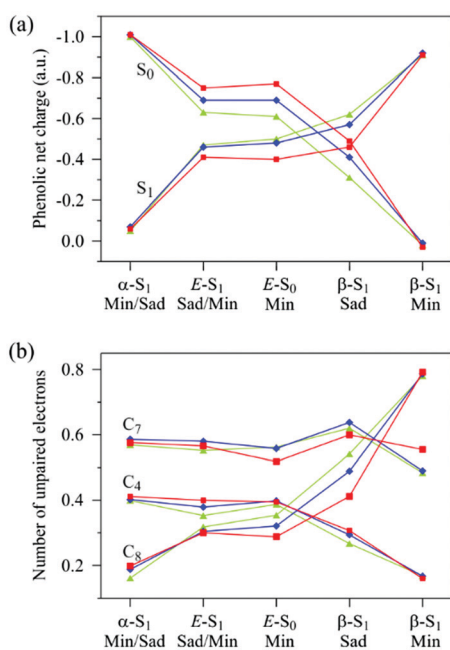 (a)
-1.0
-0.8
-0.6
-0.4
-0.2
0.0
Phenolic net charge (a.u.)
S₀
S₁
α-S₁ E-S₁ E-S₀ β-S₁ β-S₁
Min/Sad Sad/Min Min Sad Min
(b)
0.8
0.6
0.4
0.2
Number of unpaired electrons
C₇
C₄
C₈
α-S₁ E-S₁ E-S₀ β-S₁ β-S₁
Min/Sad Sad/Min Min Sad Min